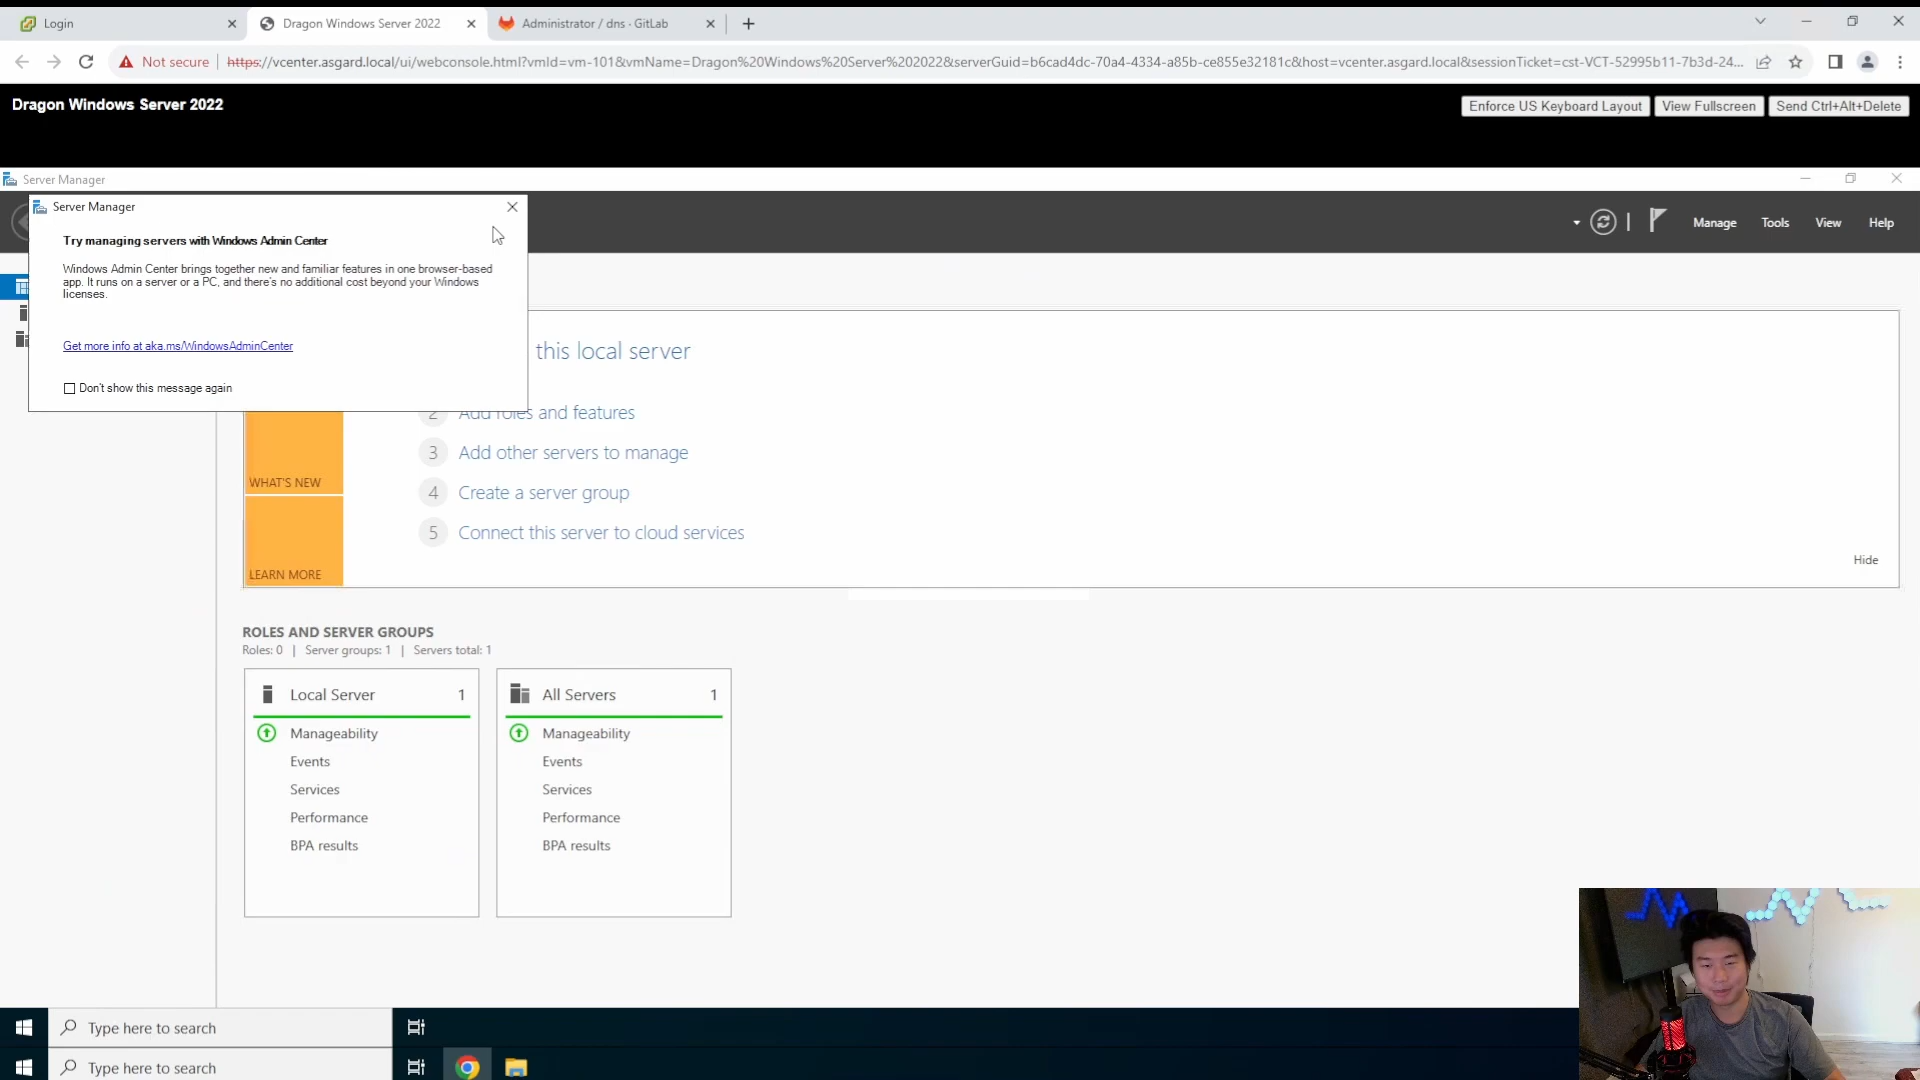 Login
Dragon Windows Server 2022
Administrator / dns · GitLab
Not secure
https://vcenter.asgard.local/ui/webconsole.html?vmId=vm-101&vmName=Dragon%20Windows%20Server%202022&serverGuid=b6cad4dc-70a4-4334-a85b-ce855e32181c&host=vcenter.asgard.local&sessionTicket=cst-VCT-52995b11-7b3d-24...
Dragon Windows Server 2022
Enforce US Keyboard Layout
View Fullscreen
Send Ctrl+Alt+Delete
Server Manager
Server Manager
Manage
Tools
View
Help
Try managing servers with Windows Admin Center
Windows Admin Center brings together new and familiar features in one browser-based
app. It runs on a server or a PC, and there's no additional cost beyond your Windows
licenses.
Get more info at aka.ms/WindowsAdminCenter
Don't show this message again
this local server
2 Add roles and features
3 Add other servers to manage
4 Create a server group
5 Connect this server to cloud services
WHAT'S NEW
LEARN MORE
Hide
ROLES AND SERVER GROUPS
Roles: 0 | Server groups: 1 | Servers total: 1
Local Server 1
Manageability
Events
Services
Performance
BPA results
All Servers 1
Manageability
Events
Services
Performance
BPA results
Type here to search
Type here to search